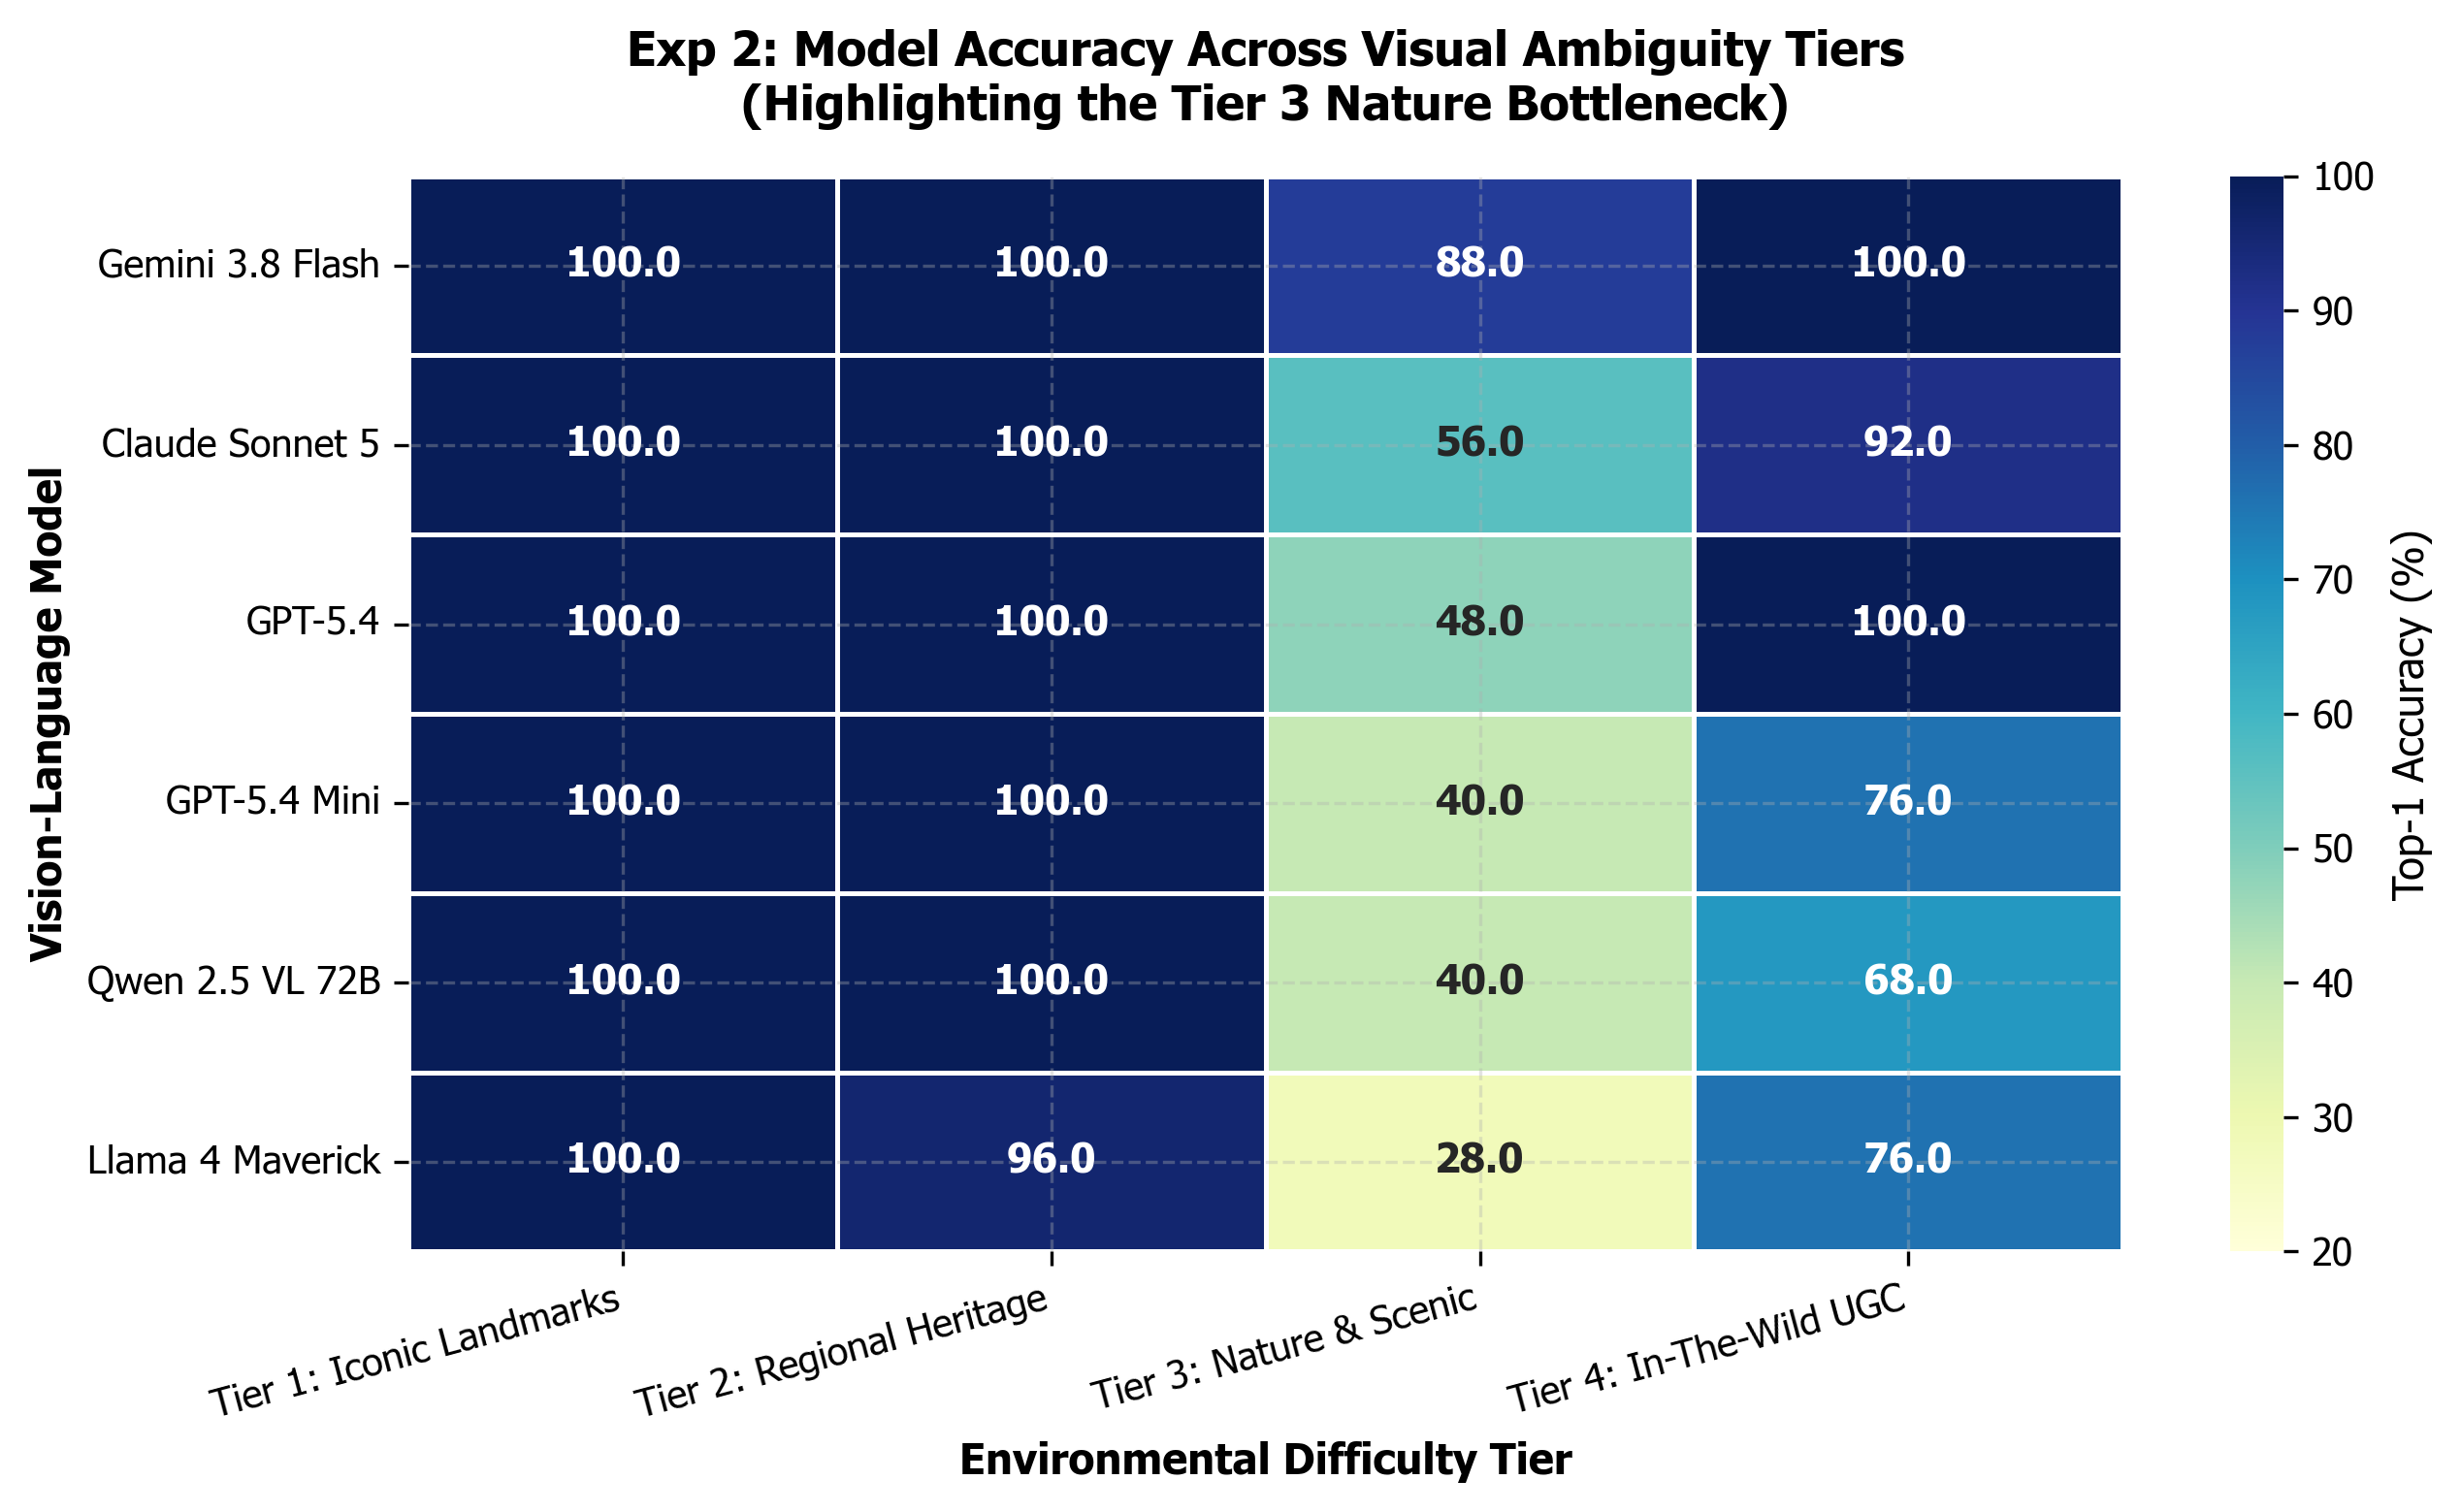 Exp 2: Model Accuracy Across Visual Ambiguity Tiers
(Highlighting the Tier 3 Nature Bottleneck)
Vision-Language Model
Gemini 3.8 Flash
100.0
100.0
88.0
100.0
Claude Sonnet 5
100.0
100.0
56.0
92.0
GPT-5.4
100.0
100.0
48.0
100.0
GPT-5.4 Mini
100.0
100.0
40.0
76.0
Qwen 2.5 VL 72B
100.0
100.0
40.0
68.0
Llama 4 Maverick
100.0
96.0
28.0
76.0
Tier 1: Iconic Landmarks
Tier 2: Regional Heritage
Tier 3: Nature & Scenic
Tier 4: In-The-Wild UGC
Environmental Difficulty Tier
100
90
80
70
60
50
40
30
20
Top-1 Accuracy (%)